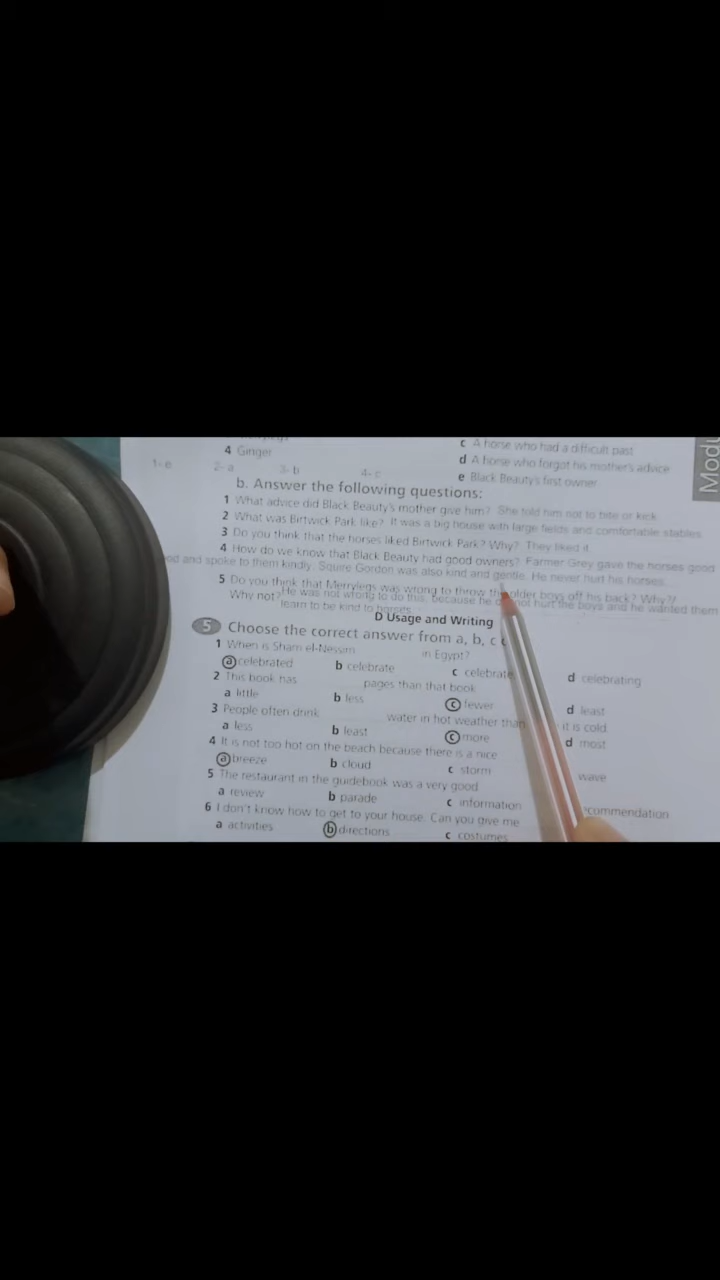 4 Ginger
c A horse who had a difficult past
d A horse who forgot his mother's advice
e Black Beauty's first owner
1- e 2- a 3- b 4- c
b. Answer the following questions:
1 What advice did Black Beauty's mother give him? She told him not to bite or kick
2 What was Birtwick Park like? It was a big house with large fields and comfortable stables
3 Do you think that the horses liked Birtwick Park? Why? They liked it
4 How do we know that Black Beauty had good owners? Farmer Grey gave the horses good
and spoke to them kindly. Squire Gordon was also kind and gentle. He never hurt his horses.
5 Do you think that Merrylegs was wrong to throw the older boys off his back? Why?/
Why not? He was not wrong to do this, because he not hurt the boys and he wanted them
learn to be kind to horses
D Usage and Writing
5 Choose the correct answer from a, b, c
1 When is Sham el-Nessim in Egypt?
a celebrated b celebrate c celebrate d celebrating
2 This book has pages than that book
a little b less c fewer d least
3 People often drink water in hot weather than it is cold
a less b least c more d most
4 It is not too hot on the beach because there is a nice
a breeze b cloud c storm wave
5 The restaurant in the guidebook was a very good
a review b parade c information commendation
6 I don't know how to get to your house. Can you give me
a activities b directions c costumes
Modu